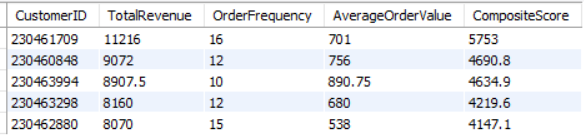 CustomerID TotalRevenue OrderFrequency AverageOrderValue CompositeScore
230461709 11216 16 701 5753
230460848 9072 12 756 4690.8
230463994 8907.5 10 890.75 4634.9
230463298 8160 12 680 4219.6
230462880 8070 15 538 4147.1